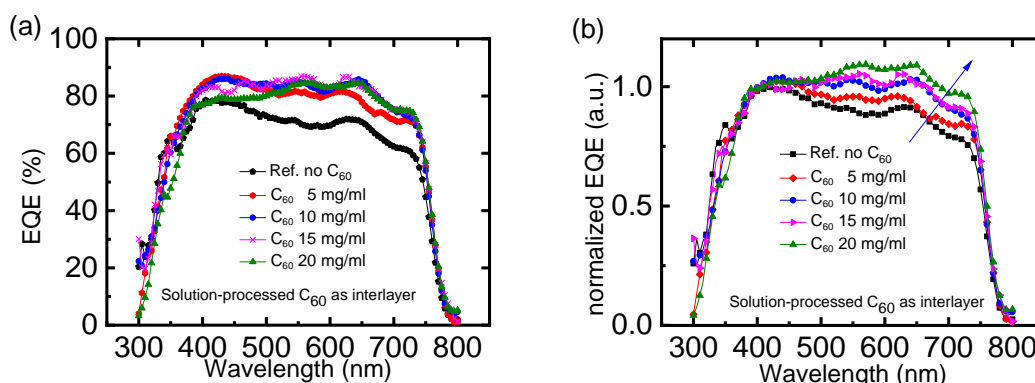 (a)
100
80
60
40
20
0
EQE (%)
Ref. no C60
C60 5 mg/ml
C60 10 mg/ml
C60 15 mg/ml
C60 20 mg/ml
Solution-processed C60 as interlayer
300 400 500 600 700 800
Wavelength (nm)
(b)
1.0
0.5
0.0
normalized EQE (a.u.)
Ref. no C60
C60 5 mg/ml
C60 10 mg/ml
C60 15 mg/ml
C60 20 mg/ml
Solution-processed C60 as interlayer
300 400 500 600 700 800
Wavelength (nm)